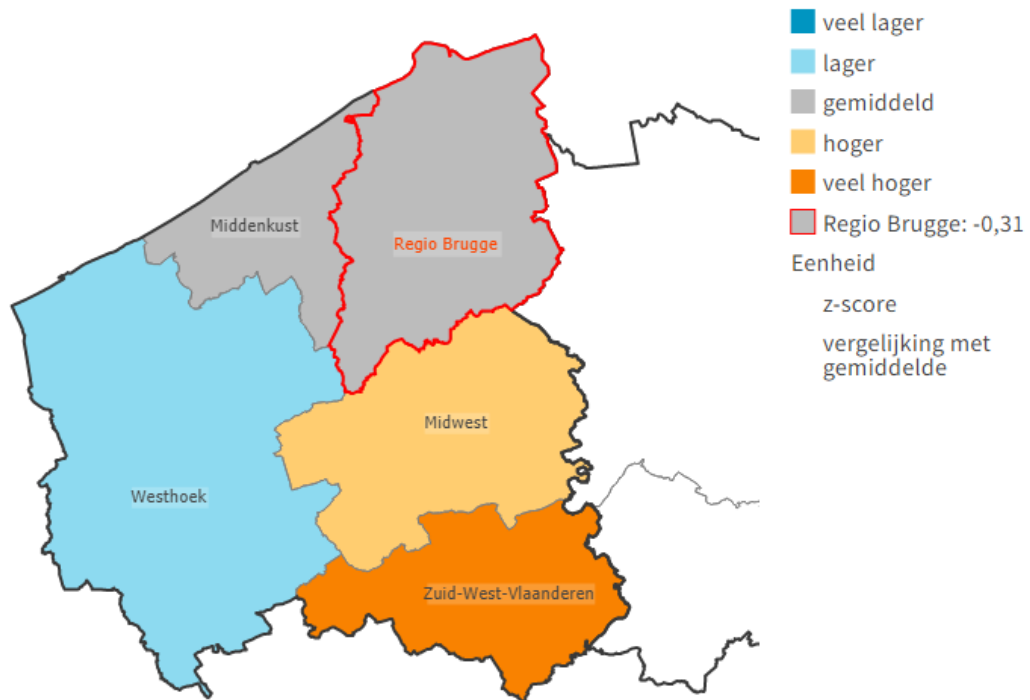 veel lager
lager
gemiddeld
hoger
veel hoger
Regio Brugge: -0,31
Eenheid
z-score
vergelijking met
gemiddelde
Middenkust
Regio Brugge
Midwest
Westhoek
Zuid-West-Vlaanderen